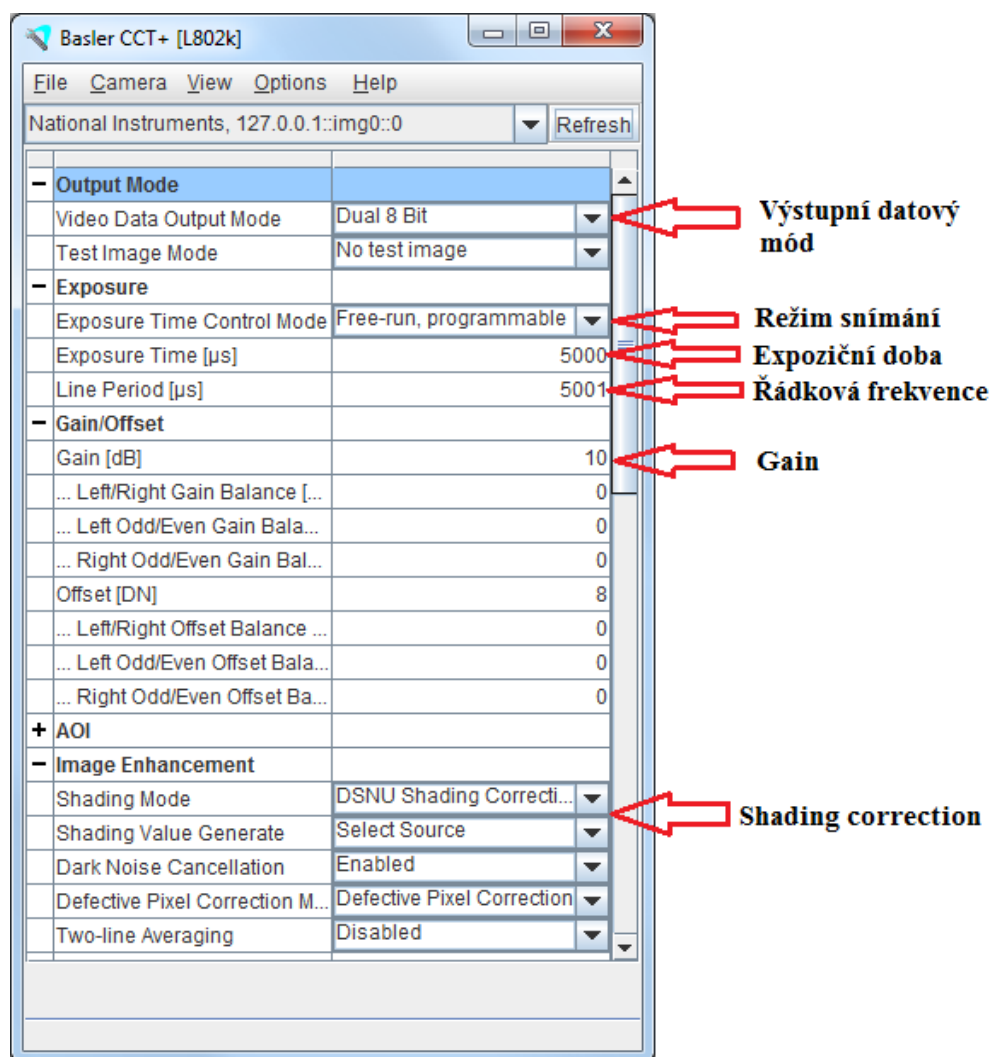 Basler CCT+ [L802k]
File Camera View Options Help
National Instruments, 127.0.0.1::img0::0 Refresh
Output Mode
Video Data Output Mode Dual 8 Bit
Výstupní datový
mód
Test Image Mode No test image
Exposure
Exposure Time Control Mode Free-run, programmable
Režim snímání
Exposure Time [µs] 5000
Expoziční doba
Line Period [µs] 5001
Řádková frekvence
Gain/Offset
Gain [dB] 10
Gain
... Left/Right Gain Balance [... 0
... Left Odd/Even Gain Bala... 0
... Right Odd/Even Gain Bal... 0
Offset [DN] 8
... Left/Right Offset Balance ... 0
... Left Odd/Even Offset Bala... 0
... Right Odd/Even Offset Ba... 0
AOI
Image Enhancement
Shading Mode DSNU Shading Correcti...
Shading correction
Shading Value Generate Select Source
Dark Noise Cancellation Enabled
Defective Pixel Correction M... Defective Pixel Correction
Two-line Averaging Disabled